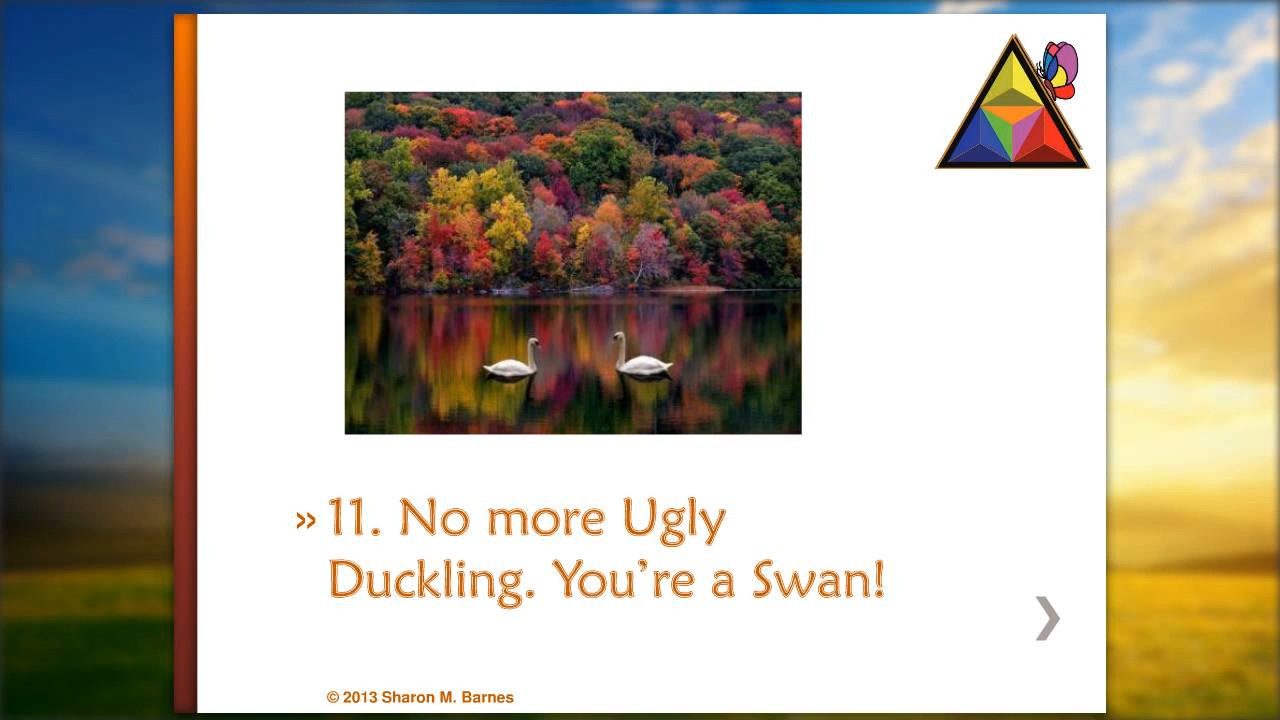 » 11. No more Ugly
Duckling. You’re a Swan!
© 2013 Sharon M. Barnes